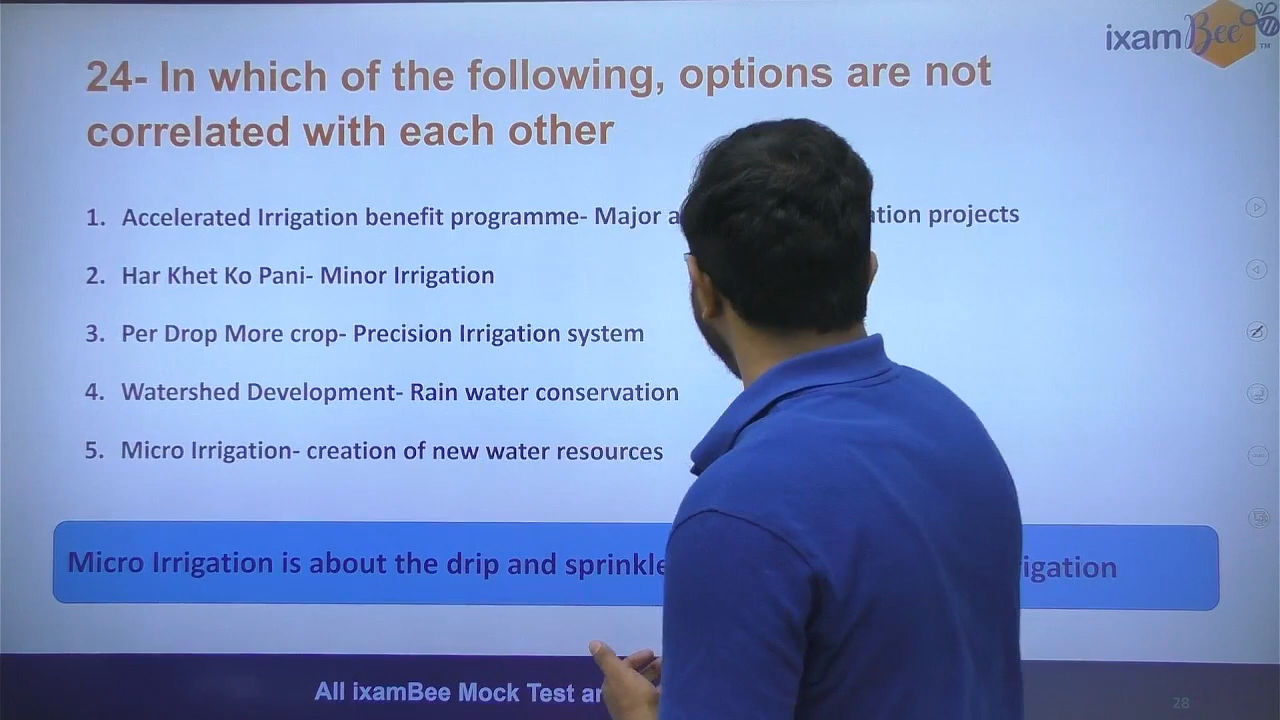 ixamBee™
24- In which of the following, options are not
correlated with each other
1. Accelerated Irrigation benefit programme- Major a ation projects
2. Har Khet Ko Pani- Minor Irrigation
3. Per Drop More crop- Precision Irrigation system
4. Watershed Development- Rain water conservation
5. Micro Irrigation- creation of new water resources
Micro Irrigation is about the drip and sprinkle igation
All ixamBee Mock Test ar
28